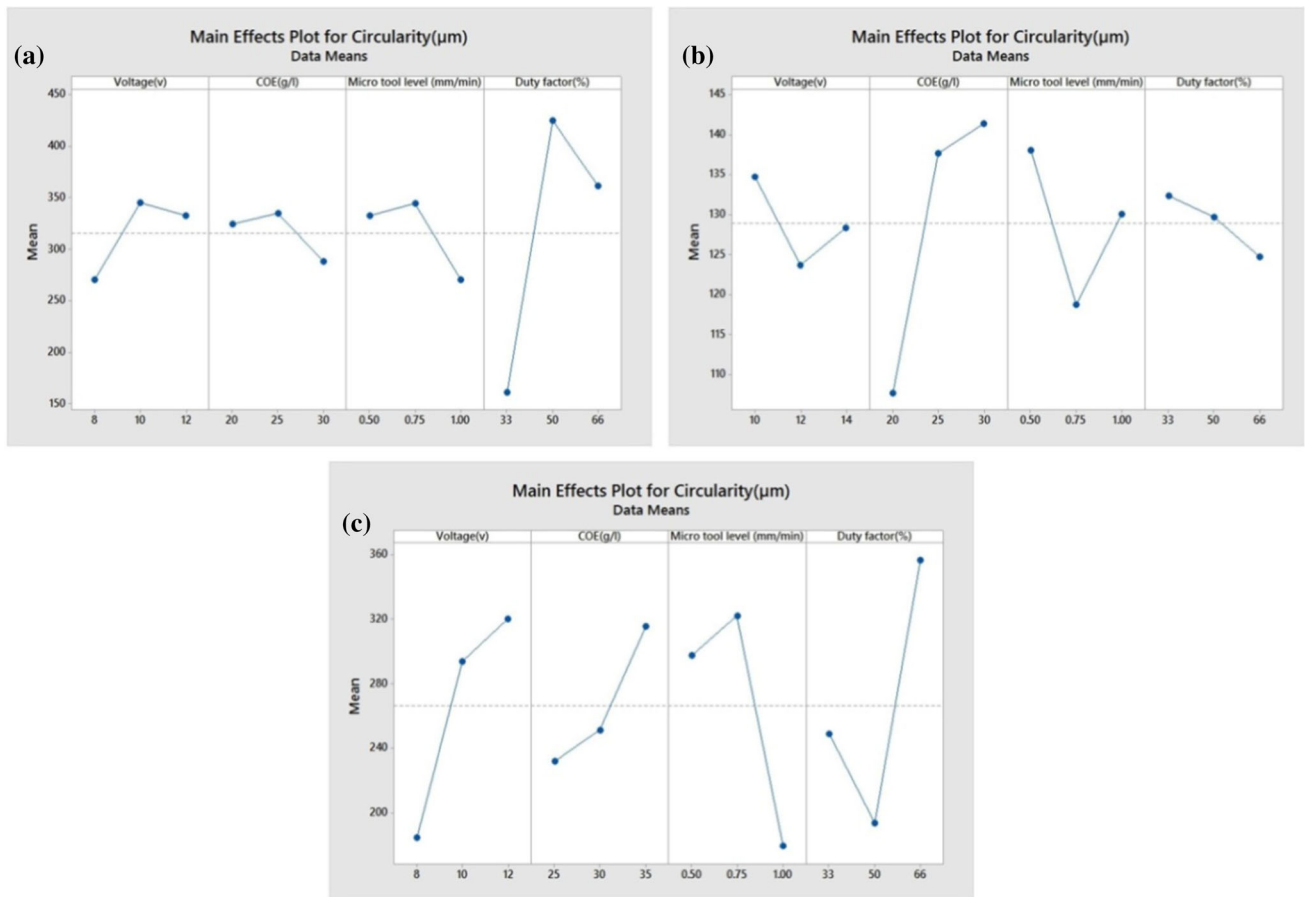 (a)
Main Effects Plot for Circularity(µm)
Data Means
Voltage(v) COE(g/l) Micro tool level (mm/min) Duty factor(%)
450
400
350
300
250
200
150
Mean
8 10 12 20 25 30 0.50 0.75 1.00 33 50 66
(b)
Main Effects Plot for Circularity(µm)
Data Means
Voltage(v) COE(g/l) Micro tool level (mm/min) Duty factor(%)
145
140
135
130
125
120
115
110
Mean
10 12 14 20 25 30 0.50 0.75 1.00 33 50 66
(c)
Main Effects Plot for Circularity(µm)
Data Means
Voltage(v) COE(g/l) Micro tool level (mm/min) Duty factor(%)
360
320
280
240
200
Mean
8 10 12 25 30 35 0.50 0.75 1.00 33 50 66